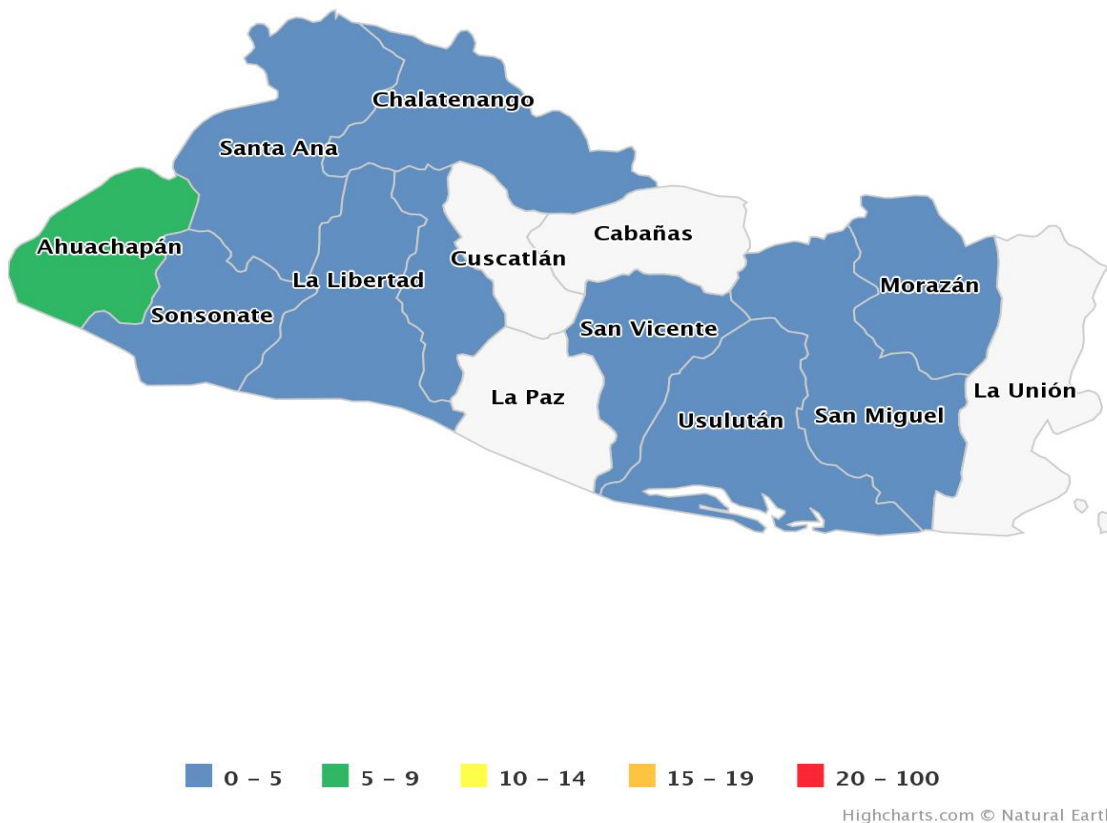 Chalatenango
Santa Ana
Ahuachapán
Cabañas
Cuscatlán
La Libertad
Morazán
Sonsonate
San Vicente
La Unión
La Paz
Usulután
San Miguel
0 – 5
5 – 9
10 – 14
15 – 19
20 – 100
Highcharts.com © Natural Earth